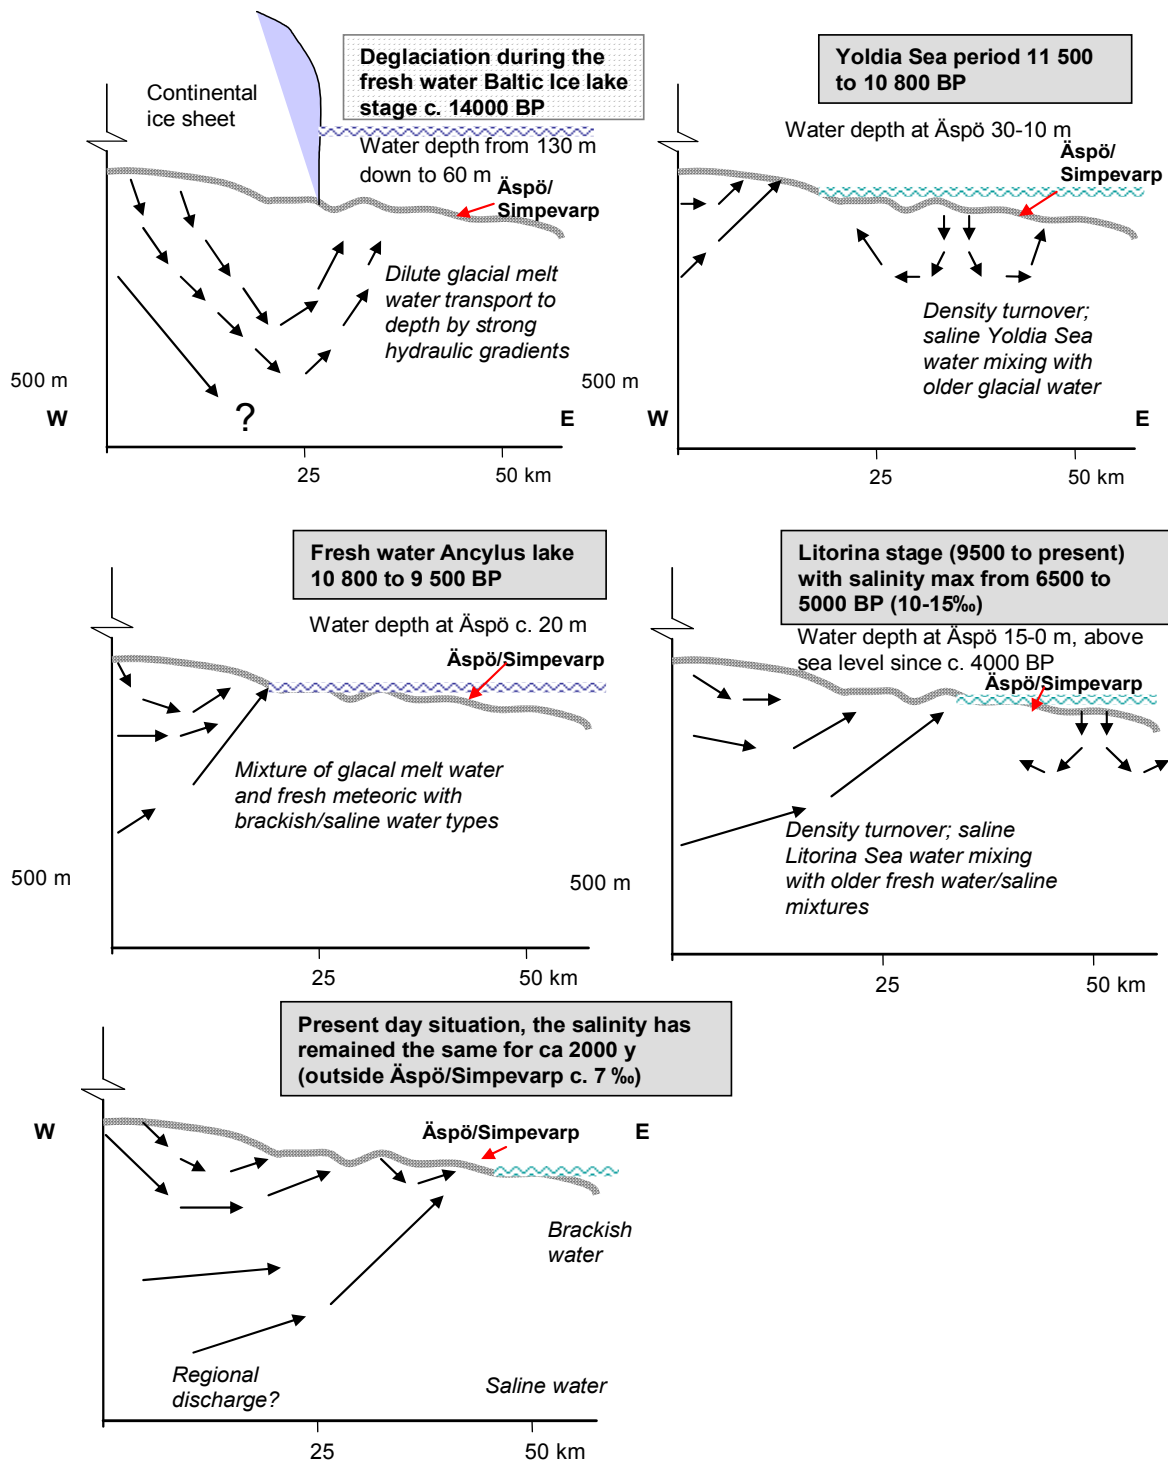 Continental
ice sheet
Deglaciation during the
fresh water Baltic Ice lake
stage c. 14000 BP
Water depth from 130 m
down to 60 m
Äspö/
Simpevarp
Dilute glacial melt
water transport to
depth by strong
hydraulic gradients
500 m
W
?
E
25
50 km
Yoldia Sea period 11 500
to 10 800 BP
Water depth at Äspö 30-10 m
Äspö/
Simpevarp
Density turnover;
saline Yoldia Sea
water mixing with
older glacial water
500 m
W
E
25
50 km
Fresh water Ancylus lake
10 800 to 9 500 BP
Water depth at Äspö c. 20 m
Äspö/Simpevarp
Mixture of glacal melt water
and fresh meteoric with
brackish/saline water types
500 m
25
50 km
Litorina stage (9500 to present)
with salinity max from 6500 to
5000 BP (10-15‰)
Water depth at Äspö 15-0 m, above
sea level since c. 4000 BP
Äspö/Simpevarp
Density turnover; saline
Litorina Sea water mixing
with older fresh water/saline
mixtures
500 m
25
50 km
Present day situation, the salinity has
remained the same for ca 2000 y
(outside Äspö/Simpevarp c. 7 ‰)
W
Äspö/Simpevarp
E
Brackish
water
Regional
discharge?
Saline water
25
50 km